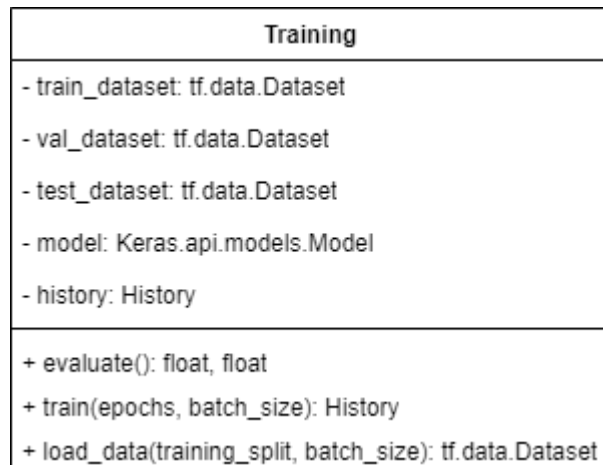 Training
- train_dataset: tf.data.Dataset
- val_dataset: tf.data.Dataset
- test_dataset: tf.data.Dataset
- model: Keras.api.models.Model
- history: History
+ evaluate(): float, float
+ train(epochs, batch_size): History
+ load_data(training_split, batch_size): tf.data.Dataset